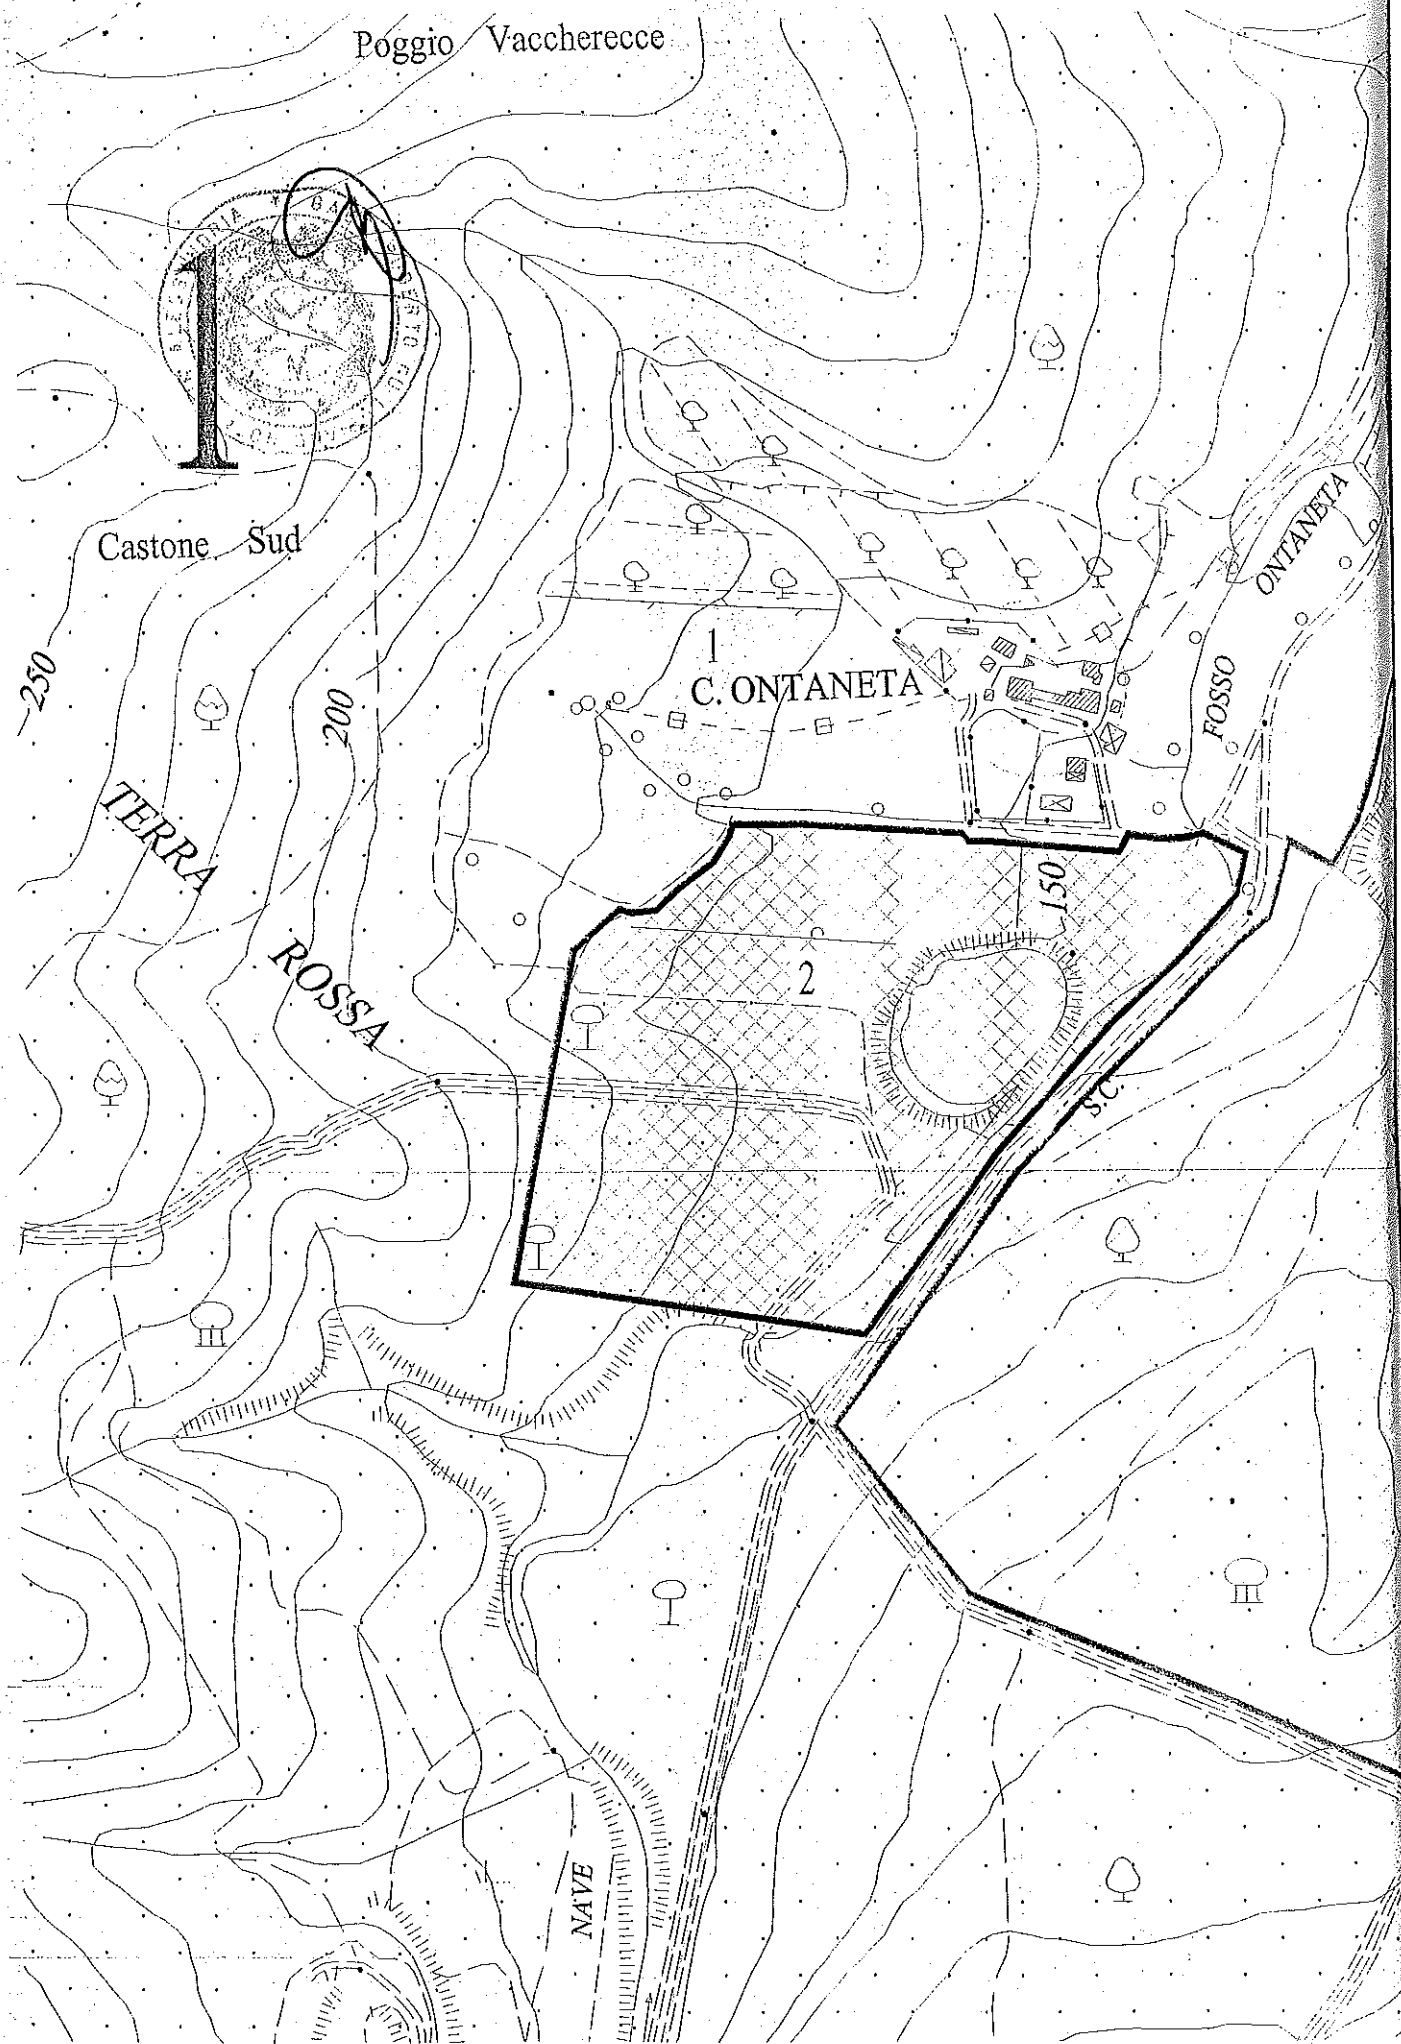 Poggio Vaccherecce
1
Castone Sud
ONTANETA
250
200
1
C. ONTANETA
FOSSO
TERRA
ROSSA
150
2
S.C.
NAVE